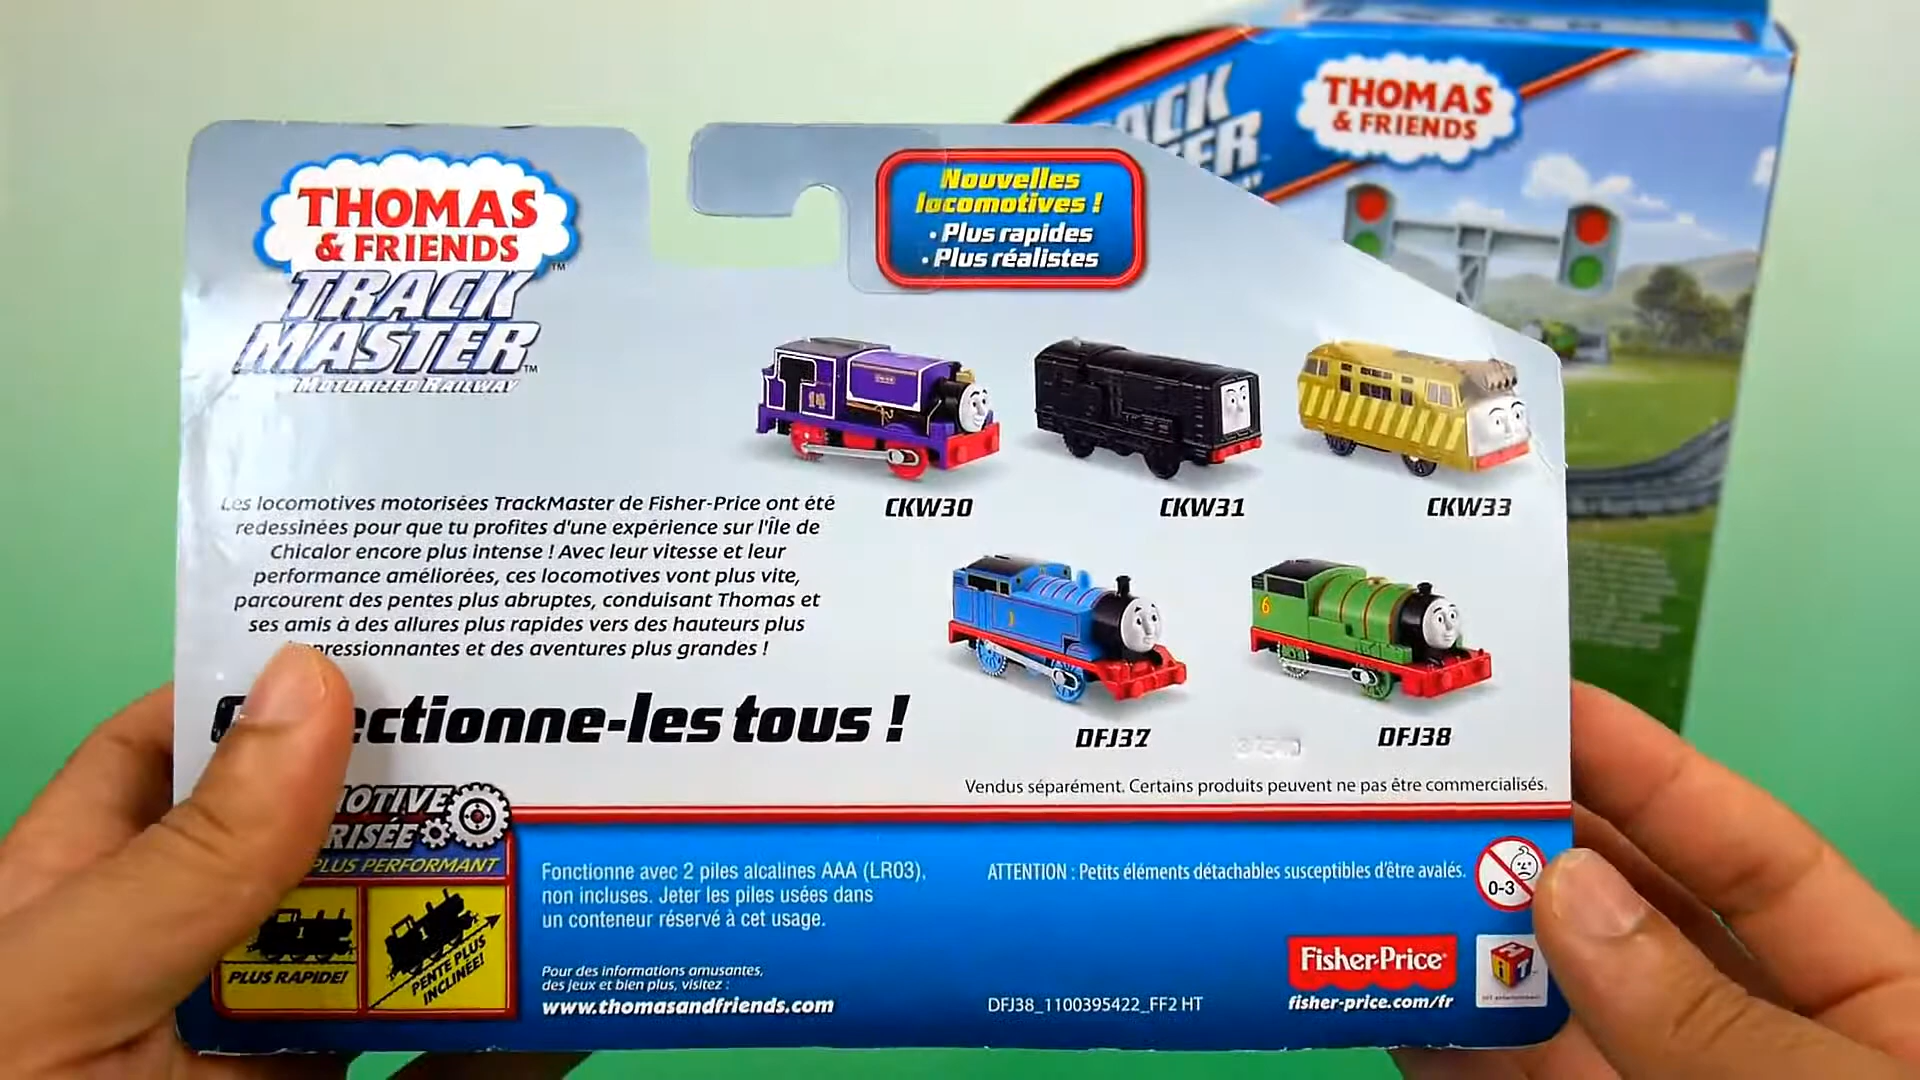 THOMAS
& FRIENDS
TRACK
MASTER
MOTORIZED RAILWAY
Nouvelles
locomotives !
• Plus rapides
• Plus réalistes
THOMAS
& FRIENDS
CKW30
CKW31
CKW33
DFJ37
DFJ38
Les locomotives motorisées TrackMaster de Fisher-Price ont été
redessinées pour que tu profites d'une expérience sur l'Île de
Chicalor encore plus intense ! Avec leur vitesse et leur
performance améliorées, ces locomotives vont plus vite,
parcourent des pentes plus abruptes, conduisant Thomas et
ses amis à des allures plus rapides vers des hauteurs plus
et des aventures plus grandes !
tous !
Vendus séparément. Certains produits peuvent ne pas être commercialisés.
PLUS PERFORMANT
PLUS RAPIDE!
PENTE PLUS
INCLINÉE!
Fonctionne avec 2 piles alcalines AAA (LR03),
non incluses. Jeter les piles usées dans
un conteneur réservé à cet usage.
Pour des informations amusantes,
des jeux et bien plus, visitez :
www.thomasandfriends.com
ATTENTION : Petits éléments détachables susceptibles d'être avalés.
0-3
DFJ38_1100395422_FF2 HT
Fisher-Price
fisher-price.com/fr
HiT